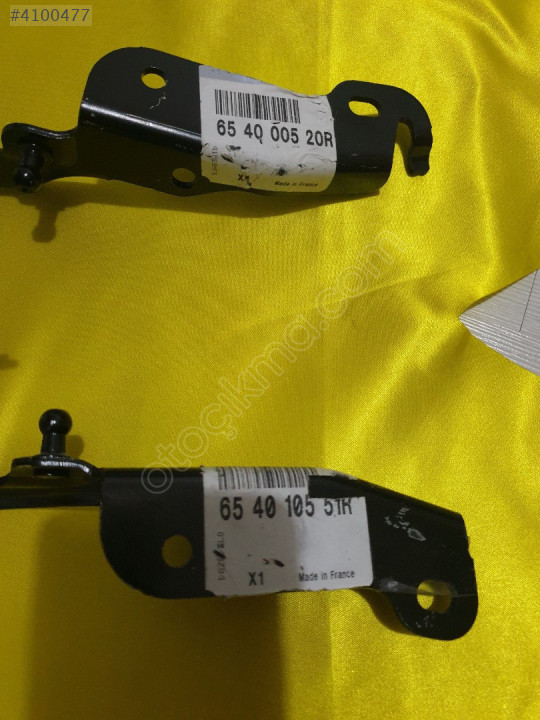 #4100477
65 40 005 20R
X1
Made in France
otoçıkma.com
65 40 105 51R
X1
Made in France